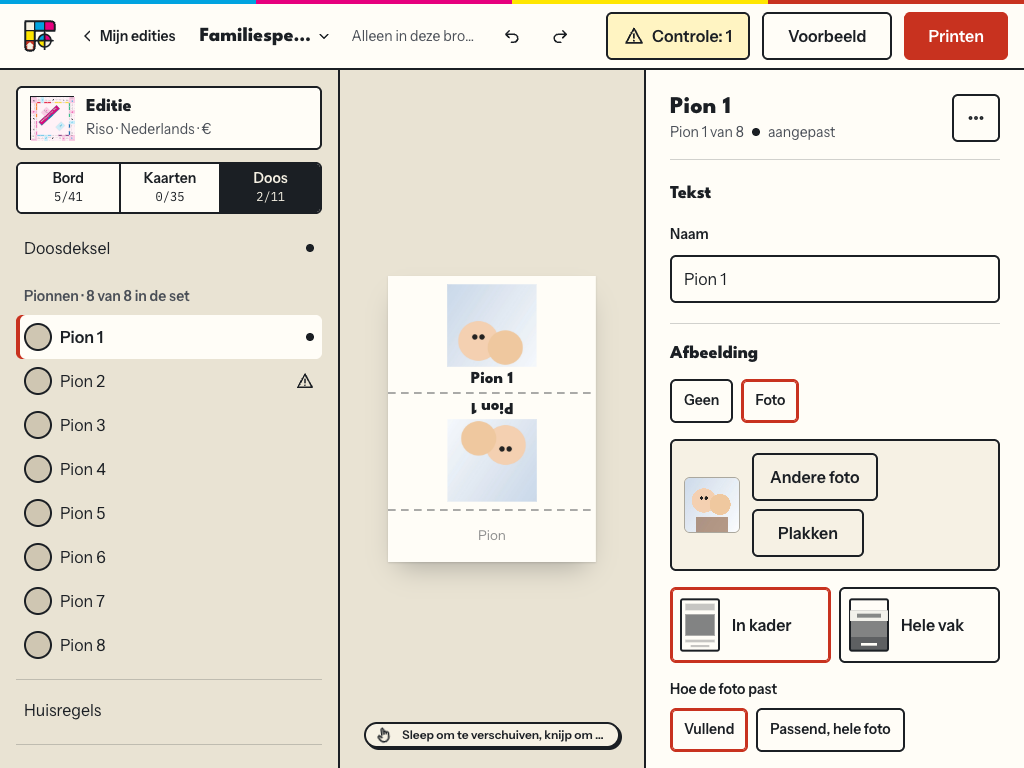 Mijn edities
Familiespe...
Alleen in deze bro...
Controle: 1
Voorbeeld
Printen
Editie
Riso · Nederlands · €
Bord
5/41
Kaarten
0/35
Doos
2/11
Doosdeksel
Pionnen · 8 van 8 in de set
Pion 1
Pion 2
Pion 3
Pion 4
Pion 5
Pion 6
Pion 7
Pion 8
Huisregels
Pion 1
Pion 1
Pion
Sleep om te verschuiven, knijp om ...
Pion 1
Pion 1 van 8 ● aangepast
Tekst
Naam
Pion 1
Afbeelding
Geen
Foto
Andere foto
Plakken
In kader
Hele vak
Hoe de foto past
Vullend
Passend, hele foto